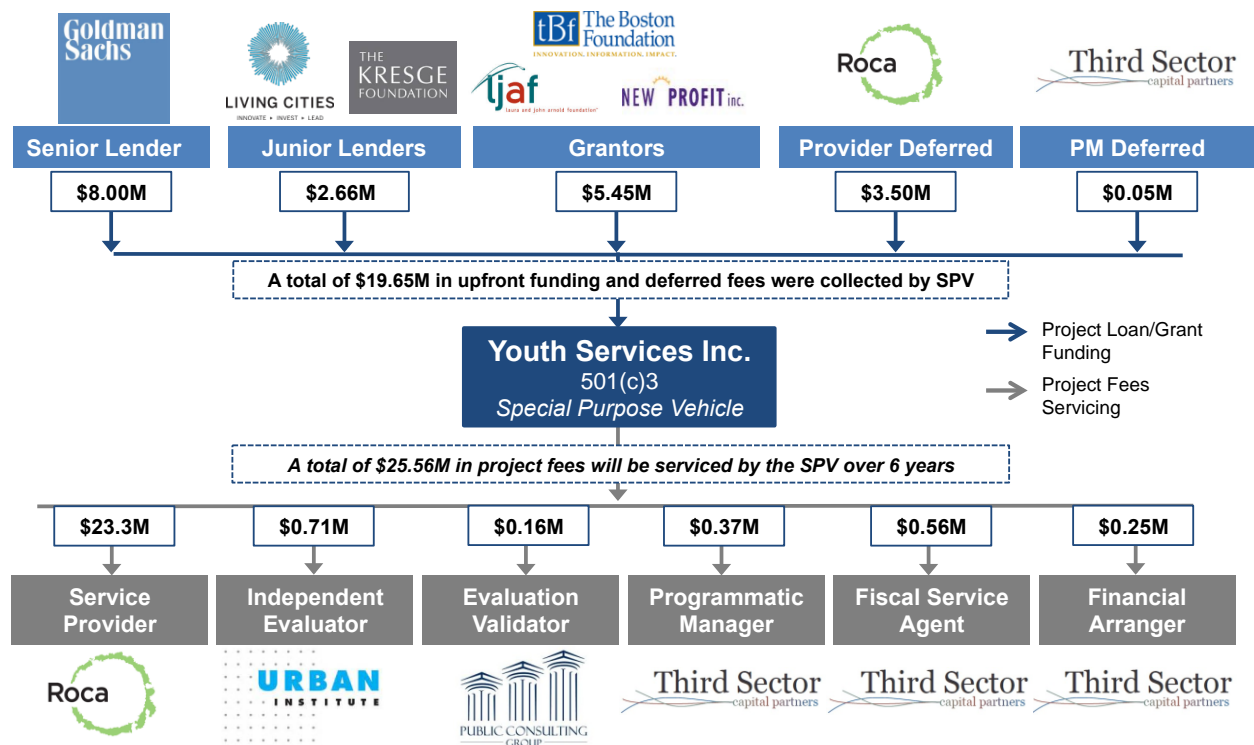 Goldman
Sachs
LIVING CITIES
INNOVATE • INVEST • LEAD
THE
KRESGE
FOUNDATION
tBf The Boston
Foundation
INNOVATION. INFORMATION. IMPACT.
ljaf
laura and john arnold foundation
NEW PROFIT inc.
Roca
Third Sector
capital partners
Senior Lender
Junior Lenders
Grantors
Provider Deferred
PM Deferred
$8.00M
$2.66M
$5.45M
$3.50M
$0.05M
A total of $19.65M in upfront funding and deferred fees were collected by SPV
Youth Services Inc.
501(c)3
Special Purpose Vehicle
Project Loan/Grant
Funding
Project Fees
Servicing
A total of $25.56M in project fees will be serviced by the SPV over 6 years
$23.3M
$0.71M
$0.16M
$0.37M
$0.56M
$0.25M
Service
Provider
Independent
Evaluator
Evaluation
Validator
Programmatic
Manager
Fiscal Service
Agent
Financial
Arranger
Roca
URBAN
INSTITUTE
PUBLIC CONSULTING
GROUP
Third Sector
capital partners
Third Sector
capital partners
Third Sector
capital partners